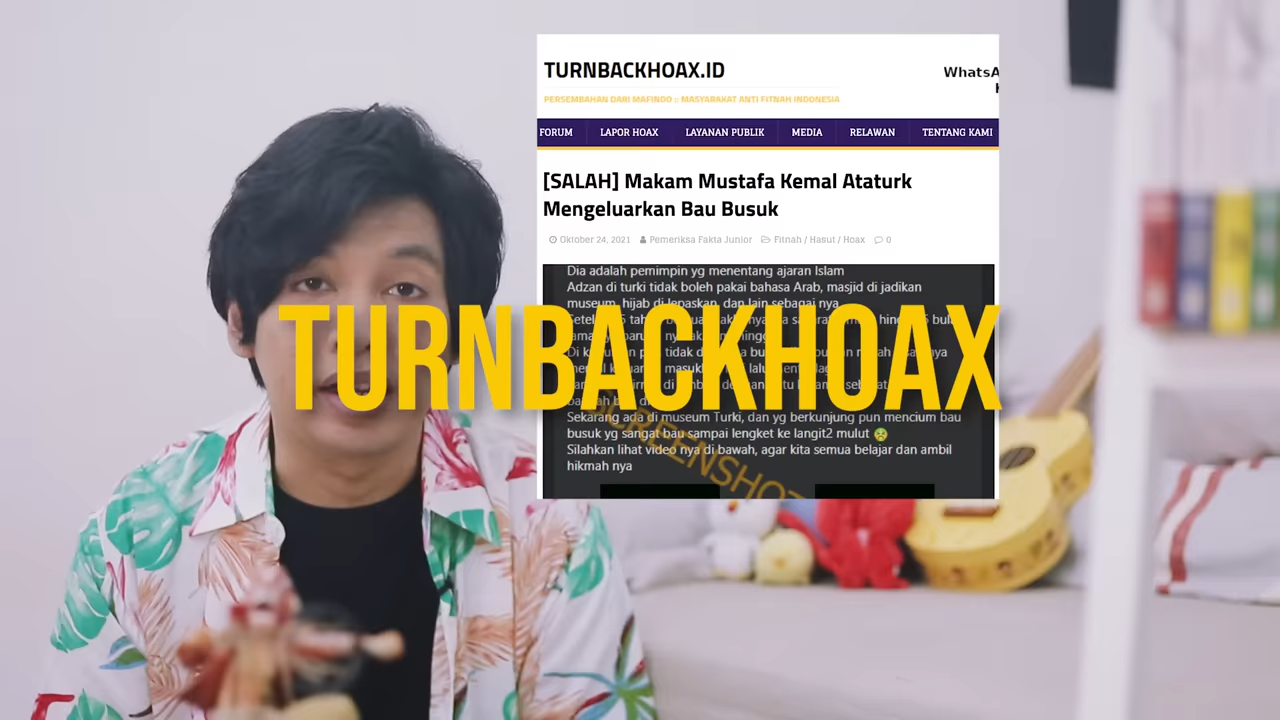 TURNBACKHOAX.ID
WhatsA
PERSEMBAHAN DARI MAFINDO :: MASYARAKAT ANTI FITNAH INDONESIA
FORUM LAPOR HOAX LAYANAN PUBLIK MEDIA RELAWAN TENTANG KAMI
[SALAH] Makam Mustafa Kemal Ataturk
Mengeluarkan Bau Busuk
Oktober 24, 2021 Pemeriksa Fakta Junior Fitnah / Hasut / Hoax 0
Dia adalah pemimpin yg menentang ajaran Islam
Adzan di turki tidak boleh pakai bahasa Arab, masjid di jadikan
museum, hijab di lepaskan, dan lain sebagai nya
TURNBACKHOAX
Sekarang ada di museum Turki, dan yg berkunjung pun mencium bau
busuk yg sangat bau sampai lengket ke langit2 mulut
Silahkan lihat video nya di bawah, agar kita semua belajar dan ambil
hikmah nya
SCREENSHOT